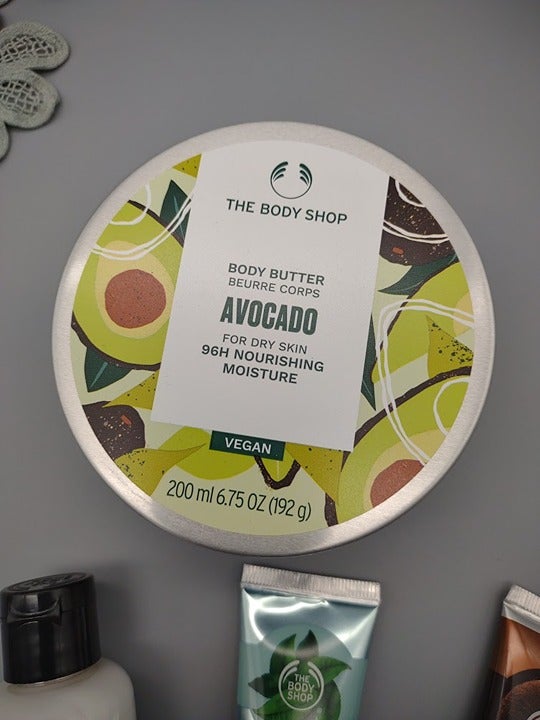 THE BODY SHOP
BODY BUTTER
BEURRE CORPS
AVOCADO
FOR DRY SKiN
96H NOURISHING
MOISTURE
VEGAN
200 ml 6.75 OZ (192 g)
THE
BODY
SHOP